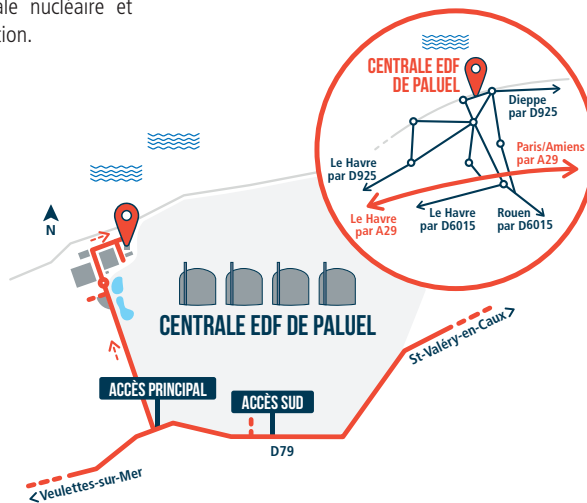 ale nucléaire et
tion.
CENTRALE EDF
DE PALUEL
Dieppe
par D925
Le Havre
par D925
Paris/Amiens
par A29
Le Havre
par A29
Le Havre
par D6015
Rouen
par D6015
N
CENTRALE EDF DE PALUEL
St-Valéry-en-Caux
ACCÈS PRINCIPAL
ACCÈS SUD
D79
Veulettes-sur-Mer